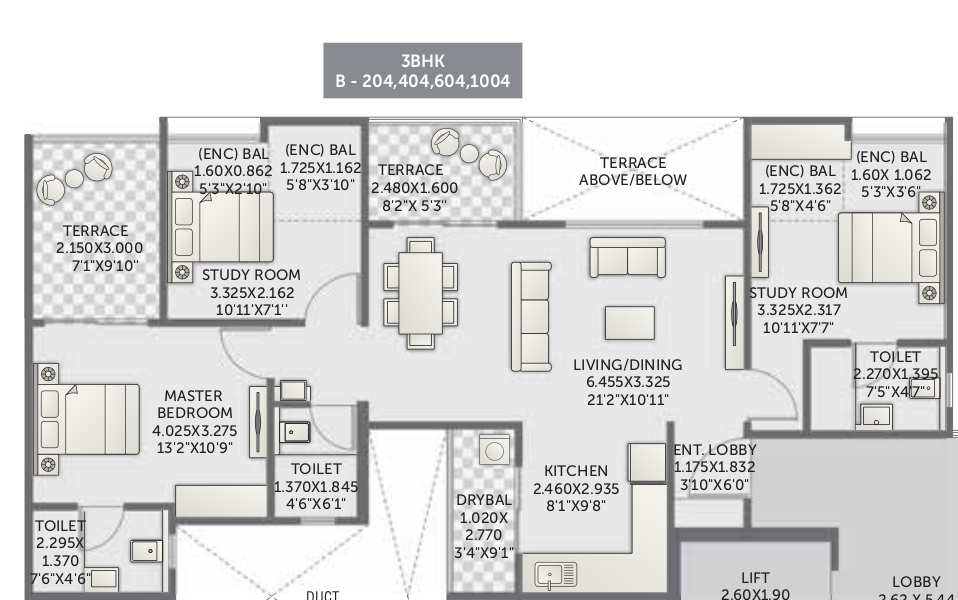 3BHK
B - 204,404,604,1004
(ENC) BAL
1.60X0.862
5'3"X2'10"
(ENC) BAL
1.725X1.162
5'8"X3'10"
TERRACE
2.480X1.600
8'2"X 5'3''
TERRACE
ABOVE/BELOW
(ENC) BAL
1.725X1.362
5'8"X4'6"
(ENC) BAL
1.60X 1.062
5'3"X3'6"
TERRACE
2.150X3.000
7'1"X9'10''
STUDY ROOM
3.325X2.162
10'11'X7'1''
STUDY ROOM
3.325X2.317
10'11'X7'7"
LIVING/DINING
6.455X3.325
21'2"X10'11"
TOILET
2.270X1.395
7'5"X4'7"
MASTER
BEDROOM
4.025X3.275
13'2"X10'9"
TOILET
1.370X1.845
4'6"X6'1"
KITCHEN
2.460X2.935
8'1"X9'8"
ENT. LOBBY
1.175X1.832
3'10"X6'0"
DRYBAL
1.020X
2.770
3'4"X9'1"
TOILET
2.295X
1.370
7'6"X4'6"
DUCT
LIFT
2.60X1.90
LOBBY
2.62 X 5.44